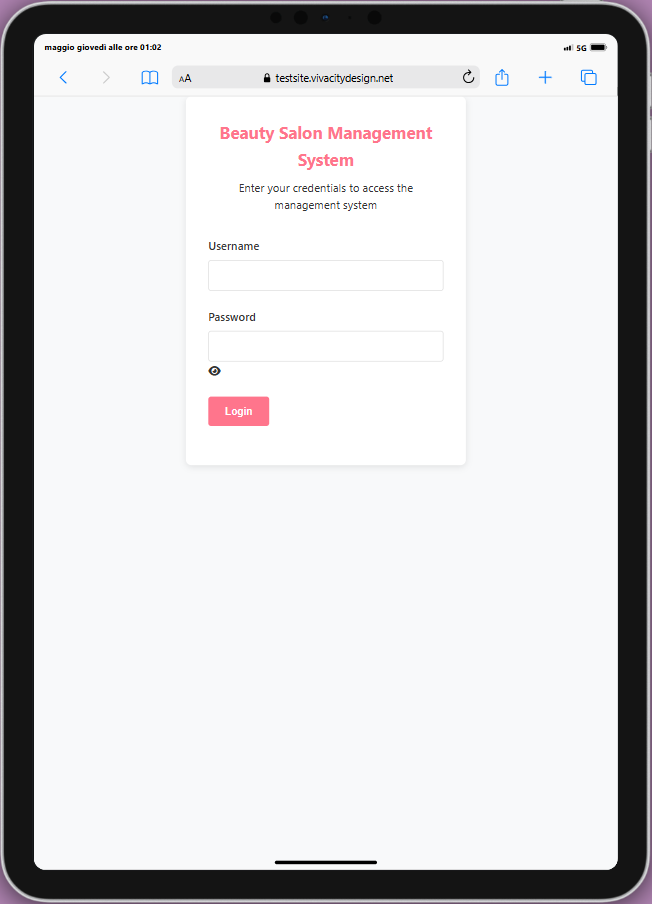 maggio giovedì alle ore 01:02
5G
AA
testsite.vivacitydesign.net
Beauty Salon Management
System
Enter your credentials to access the
management system
Username
Password
Login